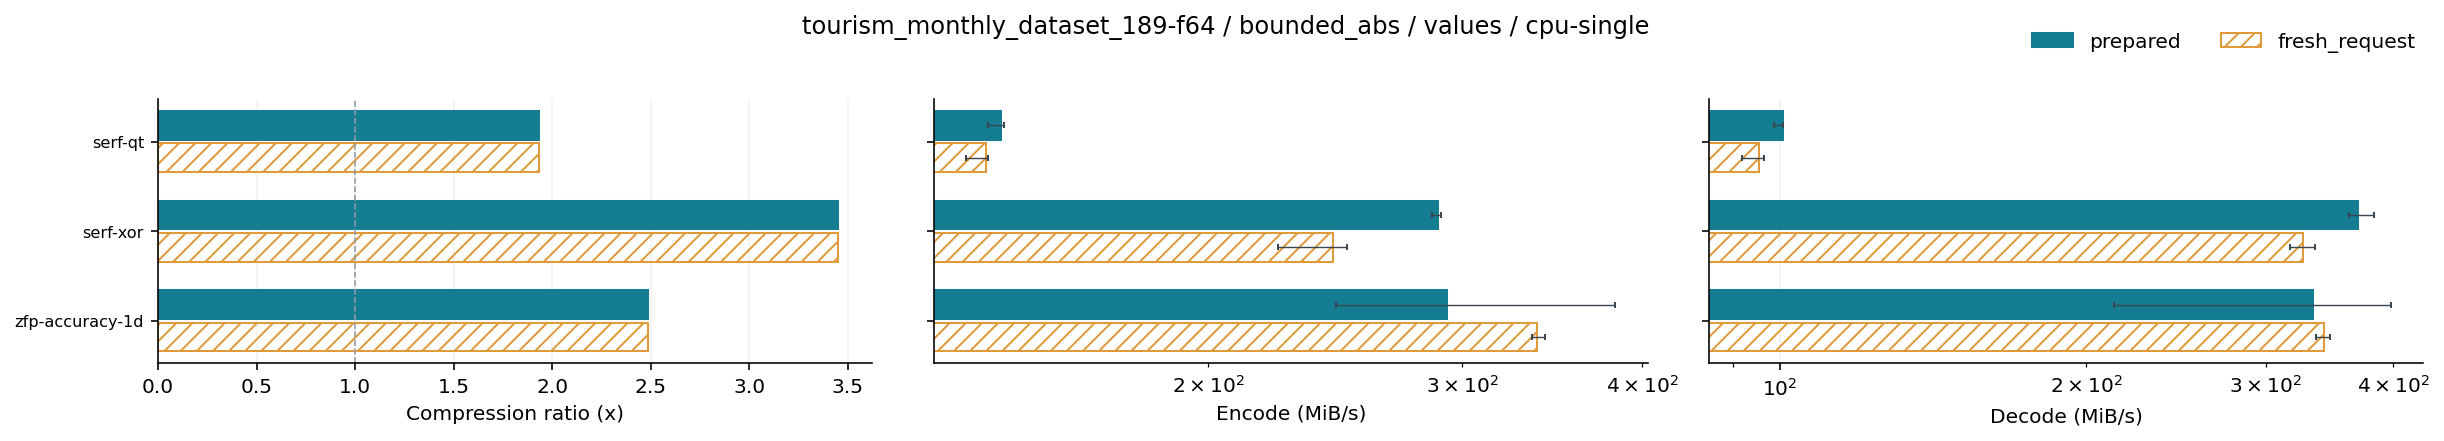 tourism_monthly_dataset_189-f64 / bounded_abs / values / cpu-single
prepared
fresh_request
serf-qt
serf-xor
zfp-accuracy-1d
0.0 0.5 1.0 1.5 2.0 2.5 3.0 3.5
Compression ratio (x)
2 × 10² 3 × 10² 4 × 10²
Encode (MiB/s)
10² 2 × 10² 3 × 10² 4 × 10²
Decode (MiB/s)